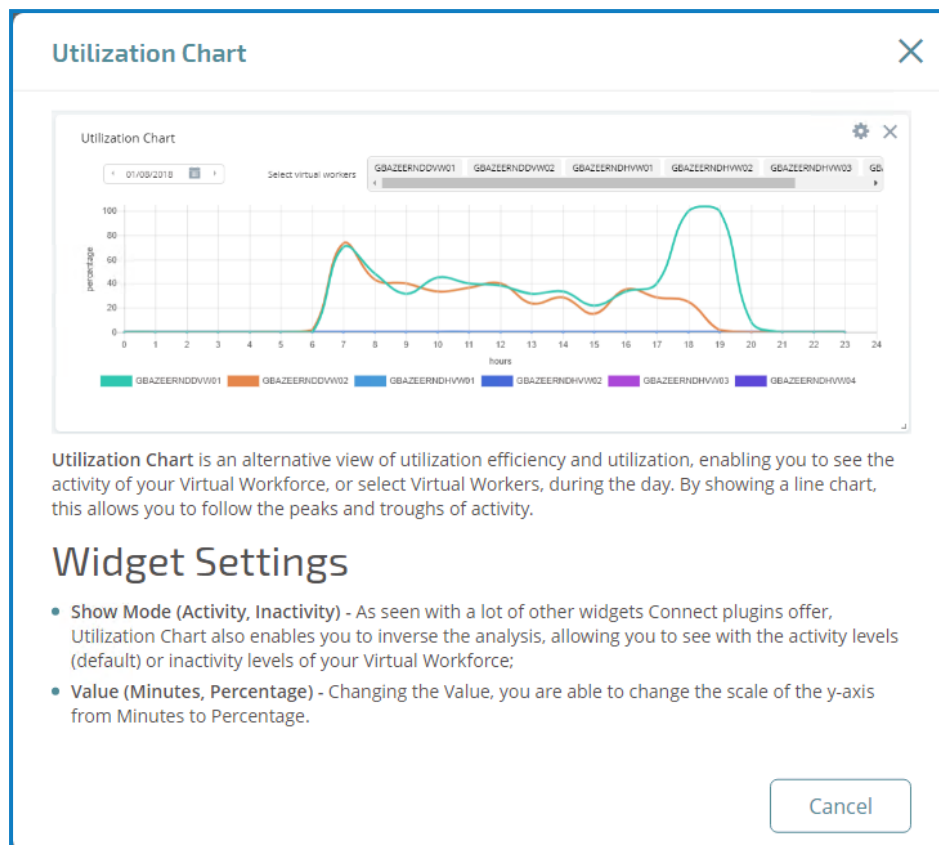 Utilization Chart
Utilization Chart
01/08/2018
Select virtual workers
GBAZEERNDDVW01 GBAZEERNDDVW02 GBAZEERNDHVW01 GBAZEERNDHVW02 GBAZEERNDHVW03 GB
100
80
60
40
20
0
percentage
0 1 2 3 4 5 6 7 8 9 10 11 12 13 14 15 16 17 18 19 20 21 22 23 24
hours
GBAZEERNDDVW01 GBAZEERNDDVW02 GBAZEERNDHVW01 GBAZEERNDHVW02 GBAZEERNDHVW03 GBAZEERNDHVW04
Utilization Chart is an alternative view of utilization efficiency and utilization, enabling you to see the
activity of your Virtual Workforce, or select Virtual Workers, during the day. By showing a line chart,
this allows you to follow the peaks and troughs of activity.
Widget Settings
• Show Mode (Activity, Inactivity) - As seen with a lot of other widgets Connect plugins offer,
Utilization Chart also enables you to inverse the analysis, allowing you to see with the activity levels
(default) or inactivity levels of your Virtual Workforce;
• Value (Minutes, Percentage) - Changing the Value, you are able to change the scale of the y-axis
from Minutes to Percentage.
Cancel